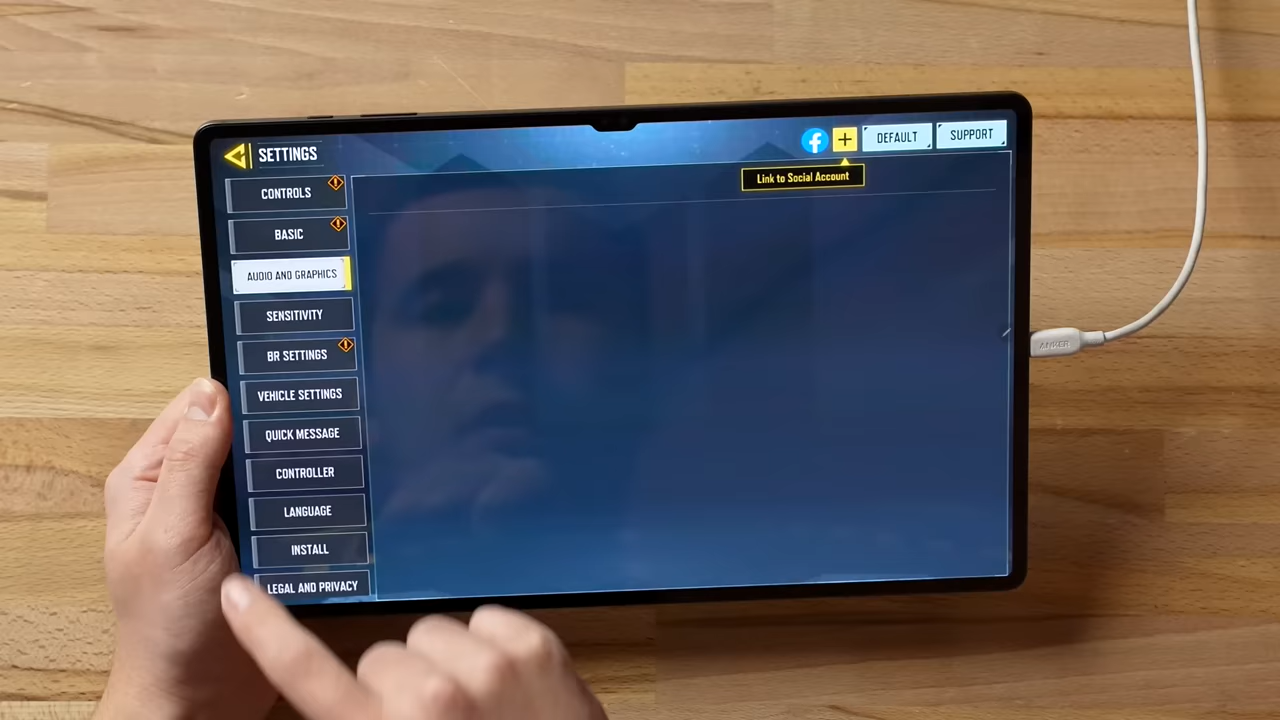 SETTINGS
DEFAULT
SUPPORT
Link to Social Account
CONTROLS
BASIC
AUDIO AND GRAPHICS
SENSITIVITY
BR SETTINGS
VEHICLE SETTINGS
QUICK MESSAGE
CONTROLLER
LANGUAGE
INSTALL
LEGAL AND PRIVACY
ANKER